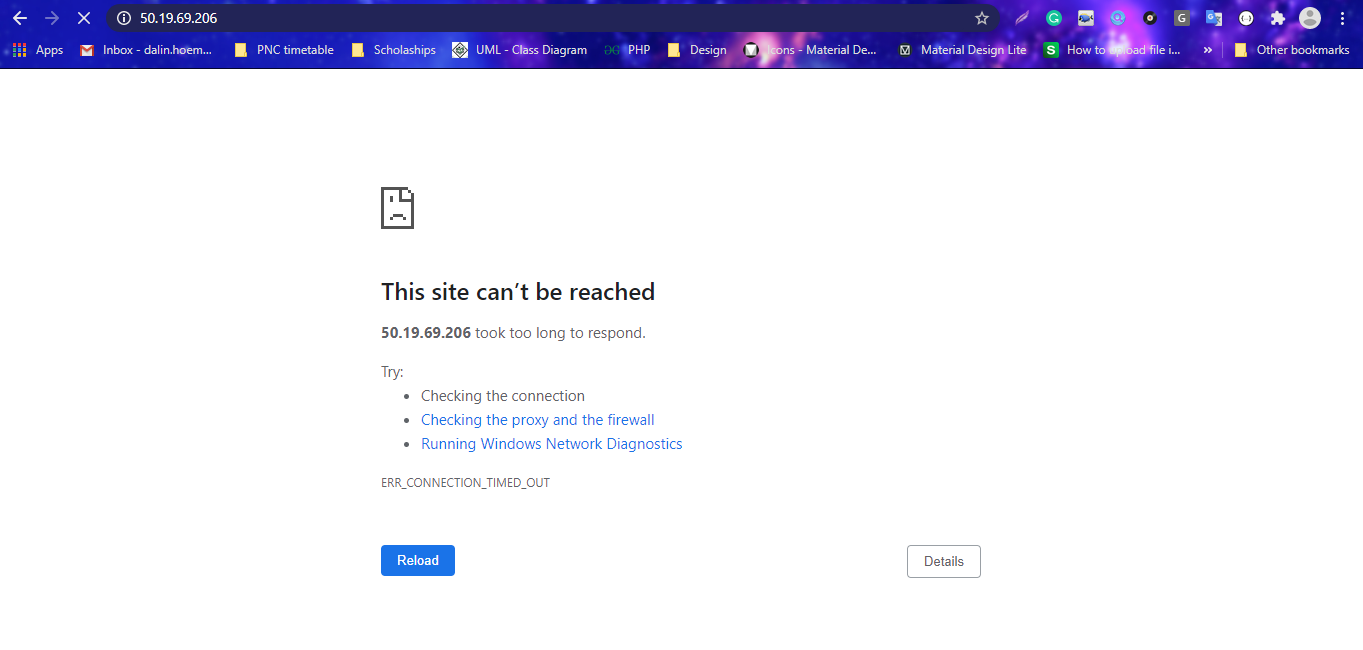 50.19.69.206
Apps Inbox - dalin.hoem... PNC timetable Scholaships UML - Class Diagram PHP Design Icons - Material De... Material Design Lite How to upload file i... » Other bookmarks
This site can’t be reached
50.19.69.206 took too long to respond.
Try:
• Checking the connection
• Checking the proxy and the firewall
• Running Windows Network Diagnostics
ERR_CONNECTION_TIMED_OUT
Reload Details